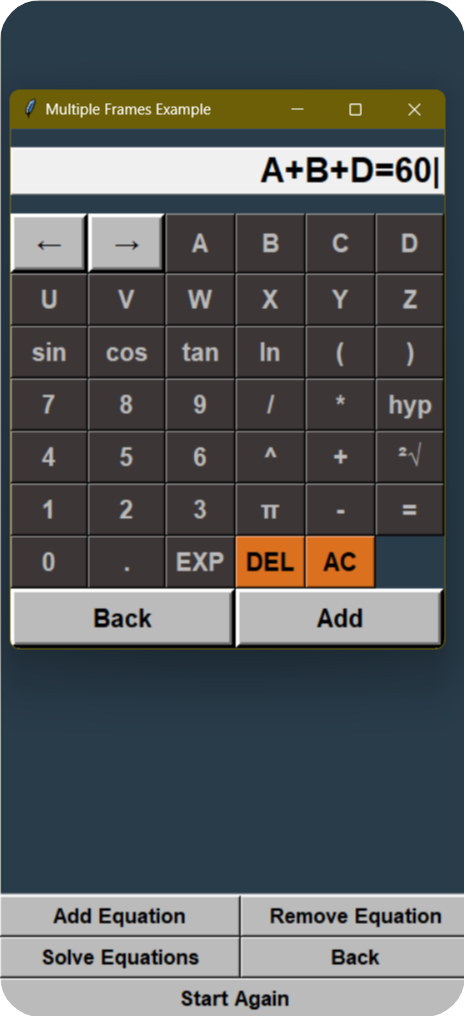 Multiple Frames Example
A+B+D=60|
← → A B C D
U V W X Y Z
sin cos tan ln ( )
7 8 9 / * hyp
4 5 6 ^ + ²√
1 2 3 π - =
0 . EXP DEL AC
Back Add
Add Equation Remove Equation
Solve Equations Back
Start Again